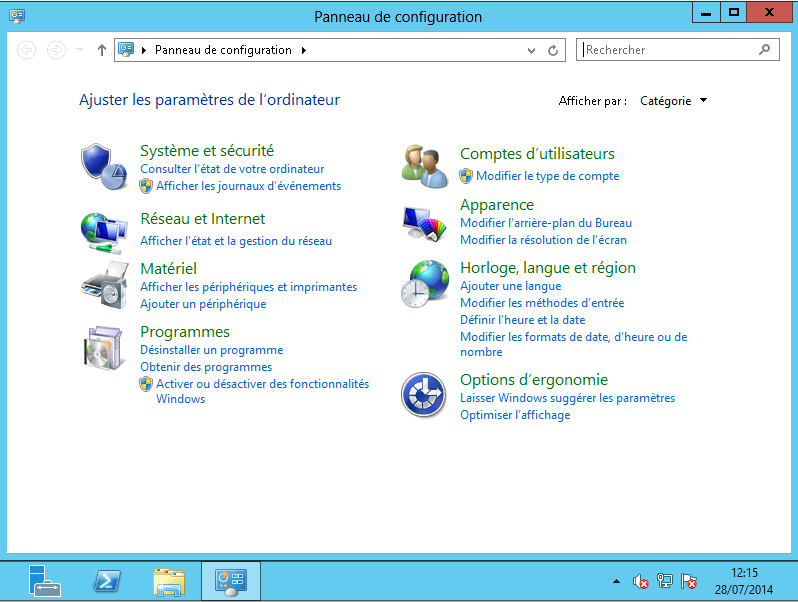 Panneau de configuration
Panneau de configuration
Rechercher
Ajuster les paramètres de l'ordinateur
Afficher par :
Catégorie
Système et sécurité
Consulter l'état de votre ordinateur
Afficher les journaux d'événements
Réseau et Internet
Afficher l'état et la gestion du réseau
Matériel
Afficher les périphériques et imprimantes
Ajouter un périphérique
Programmes
Désinstaller un programme
Obtenir des programmes
Activer ou désactiver des fonctionnalités
Windows
Comptes d'utilisateurs
Modifier le type de compte
Apparence
Modifier l'arrière-plan du Bureau
Modifier la résolution de l'écran
Horloge, langue et région
Ajouter une langue
Modifier les méthodes d'entrée
Définir l'heure et la date
Modifier les formats de date, d'heure ou de
nombre
Options d'ergonomie
Laisser Windows suggérer les paramètres
Optimiser l'affichage
12:15
28/07/2014